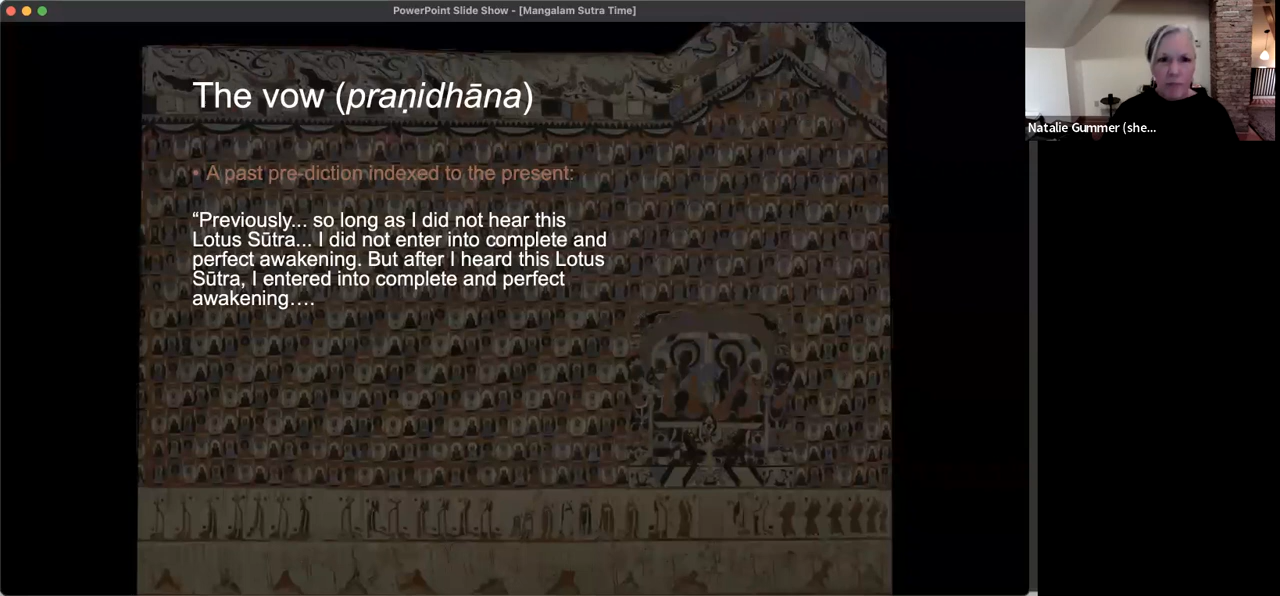 PowerPoint Slide Show - [Mangalam Sutra Time]
The vow (praṇidhāna)
• A past pre-diction indexed to the present:
“Previously... so long as I did not hear this
Lotus Sūtra... I did not enter into complete and
perfect awakening. But after I heard this Lotus
Sūtra, I entered into complete and perfect
awakening….
Natalie Gummer (she...